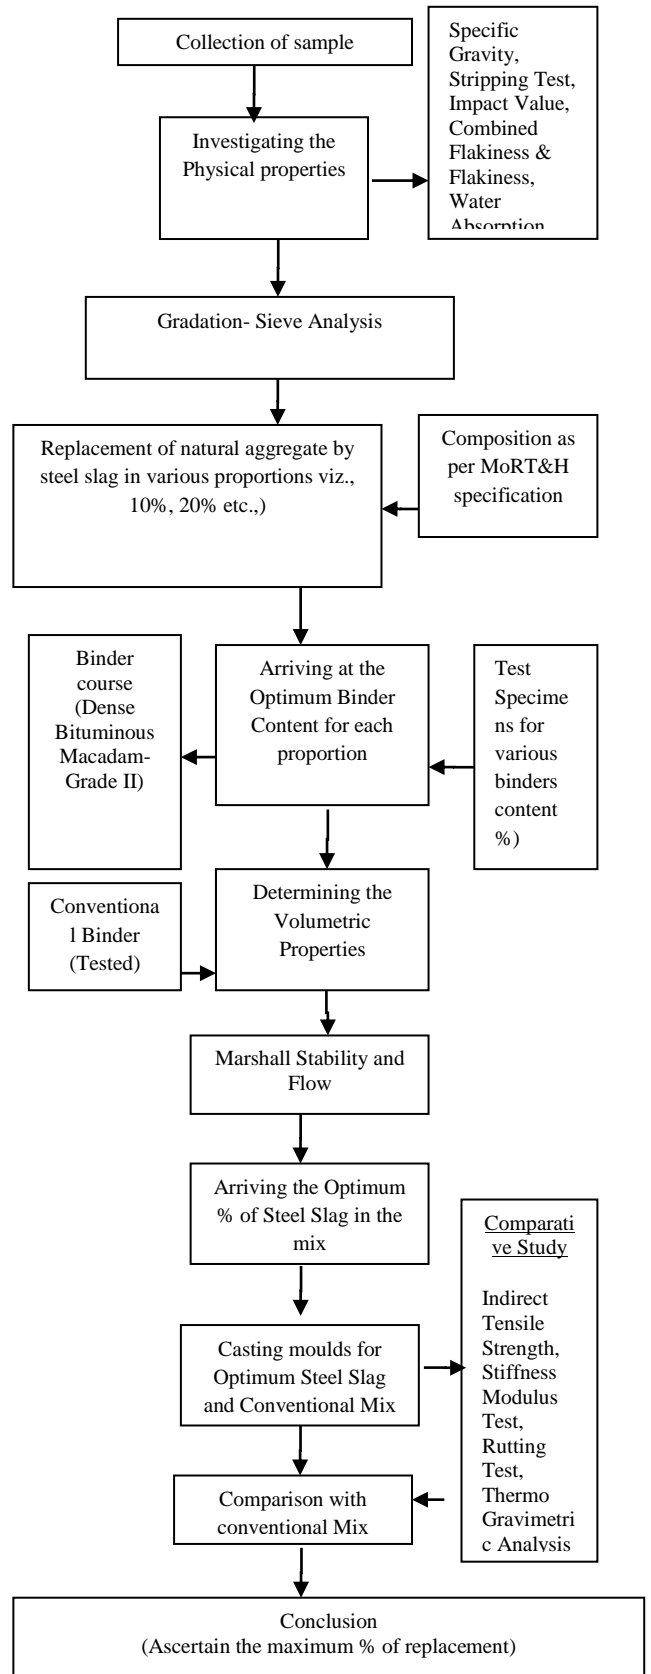 Collection of sample
Specific
Gravity,
Stripping Test,
Impact Value,
Combined
Flakiness &
Flakiness,
Water
Absorption
Investigating the
Physical properties
Gradation- Sieve Analysis
Replacement of natural aggregate by
steel slag in various proportions viz.,
10%, 20% etc.,)
Composition as
per MoRT&H
specification
Binder
course
(Dense
Bituminous
Macadam-
Grade II)
Arriving at the
Optimum Binder
Content for each
proportion
Test
Specime
ns for
various
binders
content
%)
Conventiona
l Binder
(Tested)
Determining the
Volumetric
Properties
Marshall Stability and
Flow
Arriving the Optimum
% of Steel Slag in the
mix
Comparati
ve Study
Indirect
Tensile
Strength,
Stiffness
Modulus
Test,
Rutting
Test,
Thermo
Gravimetri
c Analysis
Casting moulds for
Optimum Steel Slag
and Conventional Mix
Comparison with
conventional Mix
Conclusion
(Ascertain the maximum % of replacement)